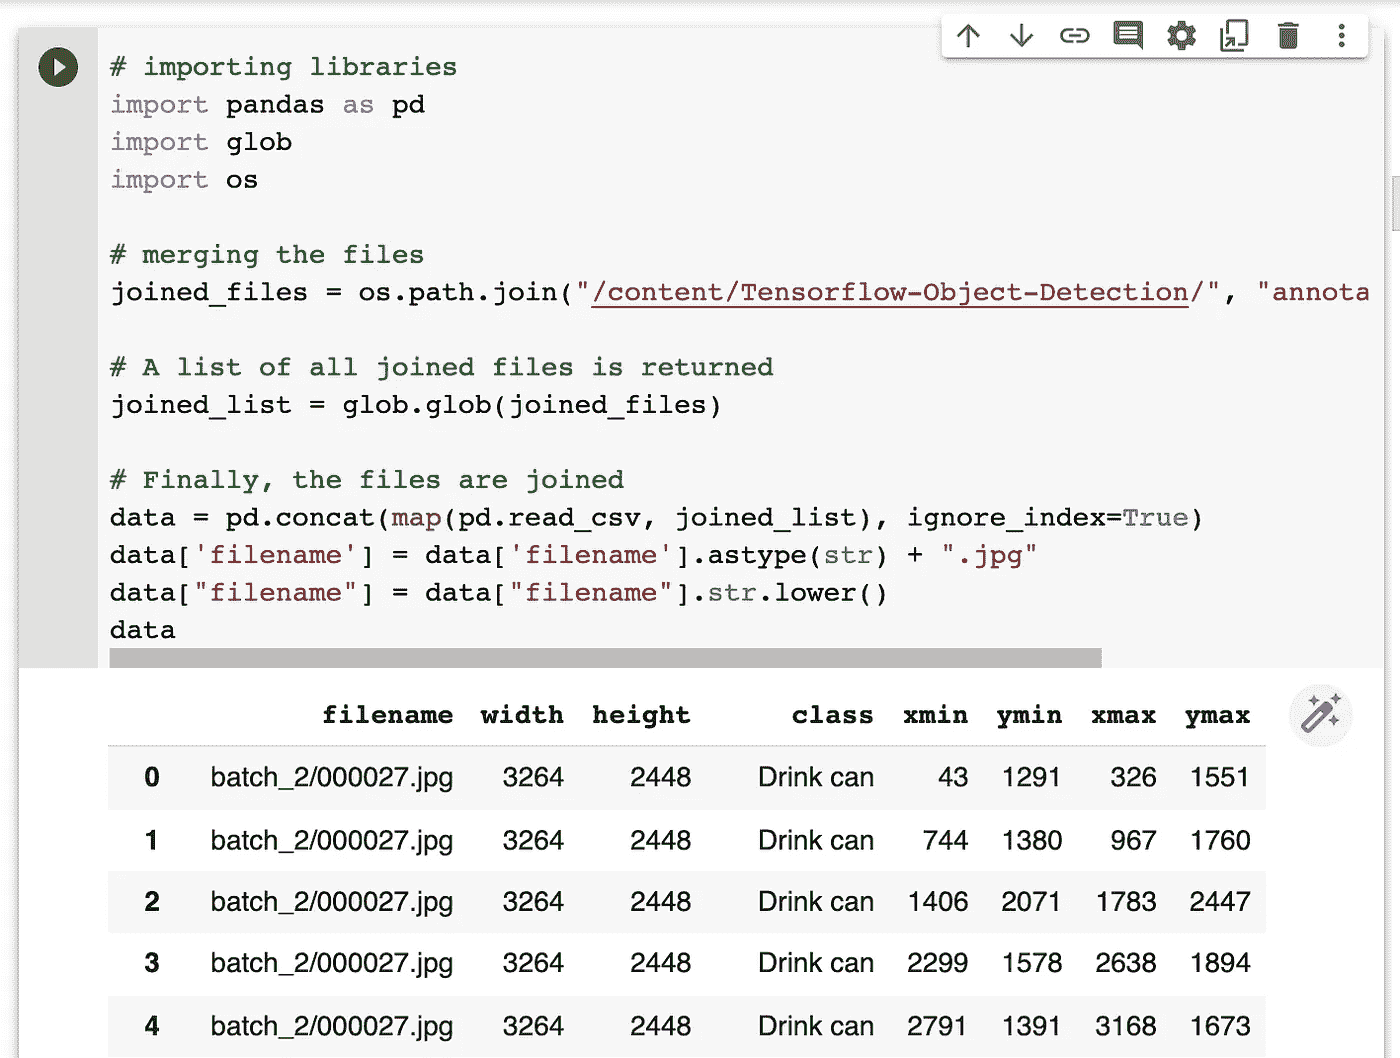 # importing libraries
import pandas as pd
import glob
import os
# merging the files
joined_files = os.path.join("/content/Tensorflow-Object-Detection/", "annota
# A list of all joined files is returned
joined_list = glob.glob(joined_files)
# Finally, the files are joined
data = pd.concat(map(pd.read_csv, joined_list), ignore_index=True)
data['filename'] = data['filename'].astype(str) + ".jpg"
data["filename"] = data["filename"].str.lower()
data
filename width height class xmin ymin xmax ymax
0 batch_2/000027.jpg 3264 2448 Drink can 43 1291 326 1551
1 batch_2/000027.jpg 3264 2448 Drink can 744 1380 967 1760
2 batch_2/000027.jpg 3264 2448 Drink can 1406 2071 1783 2447
3 batch_2/000027.jpg 3264 2448 Drink can 2299 1578 2638 1894
4 batch_2/000027.jpg 3264 2448 Drink can 2791 1391 3168 1673